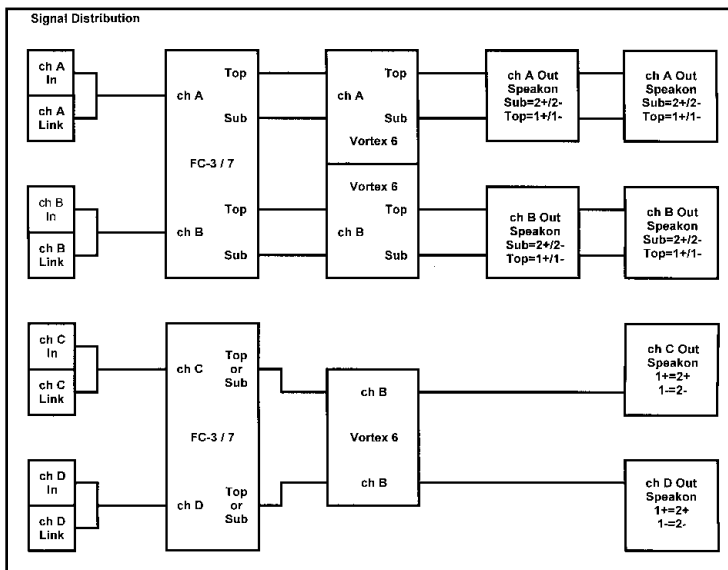 Signal Distribution
ch A
In
ch A
Link
ch A
Top
Sub
FC-3 / 7
Top
ch B
Sub
ch B
In
ch B
Link
Top
ch A
Sub
Vortex 6
Vortex 6
Top
ch B
Sub
ch A Out
Speakon
Sub=2+/2-
Top=1+/1-
ch A Out
Speakon
Sub=2+/2-
Top=1+/1-
ch B Out
Speakon
Sub=2+/2-
Top=1+/1-
ch B Out
Speakon
Sub=2+/2-
Top=1+/1-
ch C
In
ch C
Link
ch C
Top
or
Sub
FC-3 / 7
ch D
Top
or
Sub
ch D
In
ch D
Link
ch B
Vortex 6
ch B
ch C Out
Speakon
1+=2+
1-=2-
ch D Out
Speakon
1+=2+
1-=2-